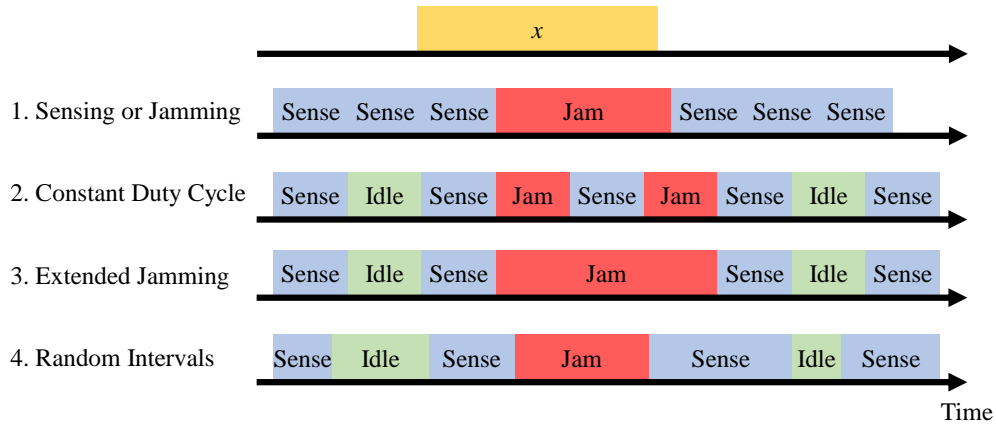 x
1. Sensing or Jamming Sense Sense Sense Jam Sense Sense Sense
2. Constant Duty Cycle Sense Idle Sense Jam Sense Jam Sense Idle Sense
3. Extended Jamming Sense Idle Sense Jam Sense Idle Sense
4. Random Intervals Sense Idle Sense Jam Sense Idle Sense
Time